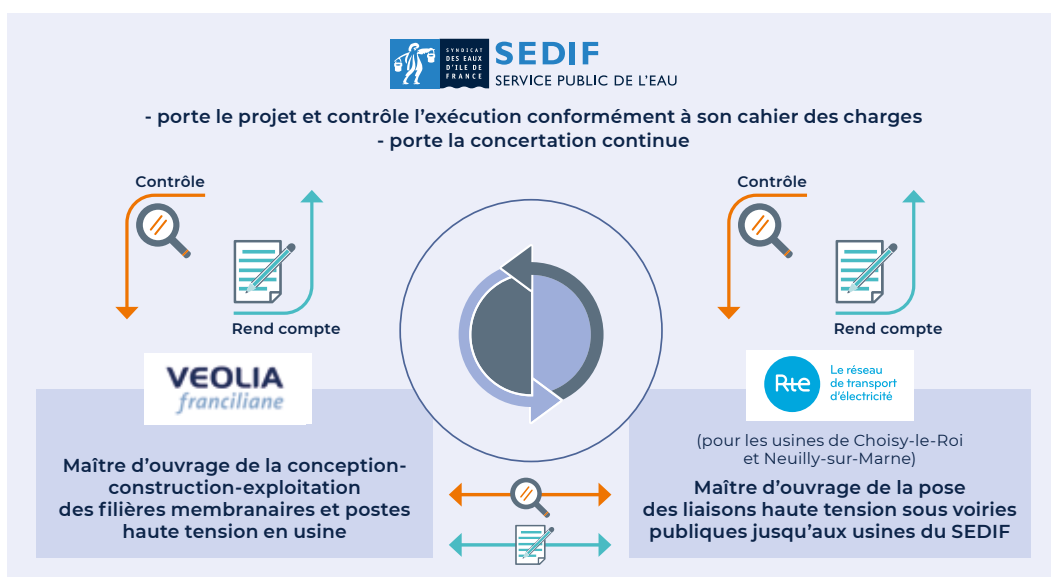 SYNDICAT
DES EAUX
D'ILE DE
FRANCE
SEDIF
SERVICE PUBLIC DE L'EAU
- porte le projet et contrôle l'exécution conformément à son cahier des charges
- porte la concertation continue
Contrôle
Rend compte
Contrôle
Rend compte
VEOLIA
franciliane
Maître d'ouvrage de la conception-
construction-exploitation
des filières membranaires et postes
haute tension en usine
Rte
Le réseau
de transport
d'électricité
(pour les usines de Choisy-le-Roi
et Neuilly-sur-Marne)
Maître d'ouvrage de la pose
des liaisons haute tension sous voiries
publiques jusqu'aux usines du SEDIF